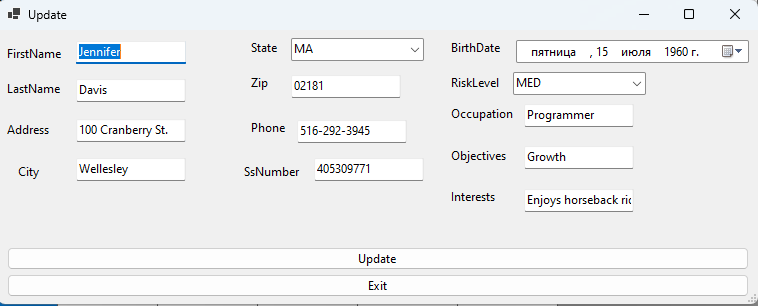 Update
FirstName Jennifer
LastName Davis
Address 100 Cranberry St.
City Wellesley
State MA
Zip 02181
Phone 516-292-3945
SsNumber 405309771
BirthDate пятница , 15 июля 1960 г.
RiskLevel MED
Occupation Programmer
Objectives Growth
Interests Enjoys horseback
Update
Exit